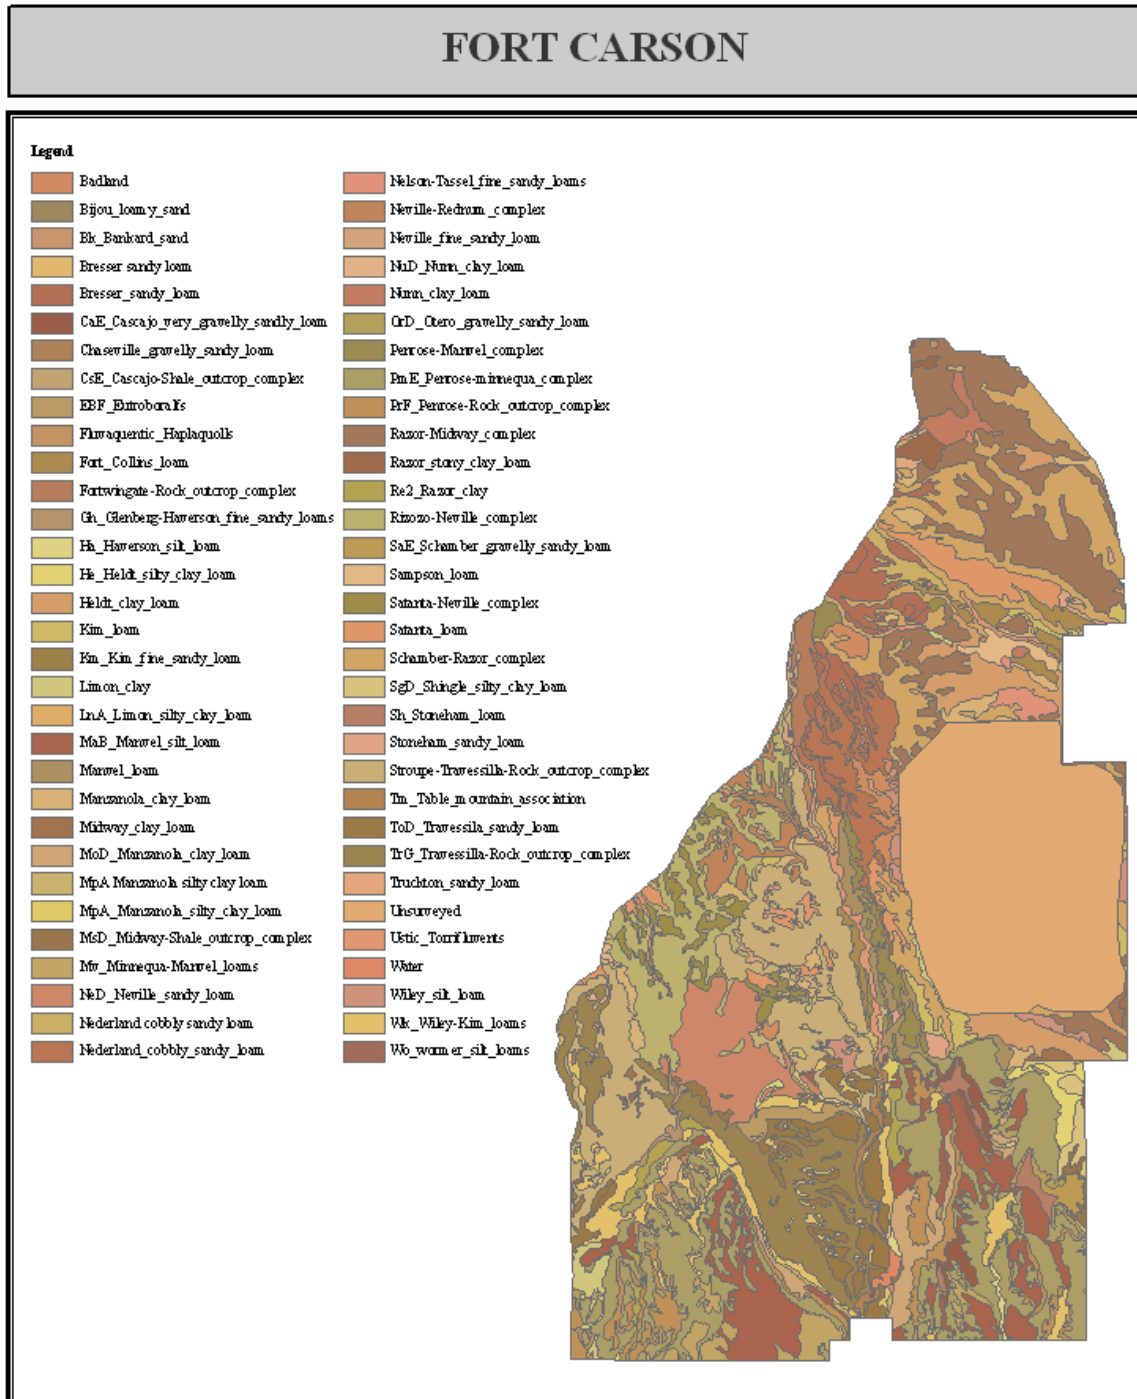 FORT CARSON
Legend
Badland
Bijou_loamy_sand
Bk_Bankard_sand
Bresser sandy loam
Bresser_sandy_loam
CaE_Cascajo_very_gravelly_sandly_loam
Chaseville_gravelly_sandy_loam
CsE_Cascajo-Shale_outcrop_complex
EBF_Eutroboralfs
Fluvaquentic_Haplaquolls
Fort_Collins_loam
Fortwingate-Rock_outcrop_complex
Gh_Glenberg-Haverson_fine_sandy_loams
Ha_Haverson_silt_loam
He_Heldt_silty_clay_loam
Heldt_clay_loam
Kim_loam
Km_Kim_fine_sandy_loam
Limon_clay
LnA_Limon_silty_clay_loam
MaB_Manvel_silt_loam
Manvel_loam
Manzanola_clay_loam
Midway_clay_loam
MoD_Manzanola_clay_loam
MpA Manzanola silty clay loam
MpA_Manzanola_silty_clay_loam
MsD_Midway-Shale_outcrop_complex
Mv_Minnequa-Manvel_loams
NeD_Neville_sandy_loam
Nederland cobbly sandy loam
Nederland_cobbly_sandy_loam
Nelson-Tassel_fine_sandy_loams
Neville-Rednum_complex
Neville_fine_sandy_loam
NuD_Nunn_clay_loam
Nunn_clay_loam
OrD_Otero_gravelly_sandy_loam
Penrose-Manvel_complex
PmE_Penrose-minnequa_complex
PrF_Penrose-Rock_outcrop_complex
Razor-Midway_complex
Razor_stony_clay_loam
Re2_Razor_clay
Rizozo-Neville_complex
SaE_Schamber_gravelly_sandy_loam
Sampson_loam
Satanta-Neville_complex
Satanta_loam
Schamber-Razor_complex
SgD_Shingle_silty_clay_loam
Sh_Stoneham_loam
Stoneham_sandy_loam
Stroupe-Travessilla-Rock_outcrop_complex
Tm_Table_mountain_association
ToD_Travessila_sandy_loam
TrG_Travessilla-Rock_outcrop_complex
Truckton_sandy_loam
Unsurveyed
Ustic_Torrifluvents
Water
Wiley_silt_loam
Wk_Wiley-Kim_loams
Wo_wormer_silt_loams